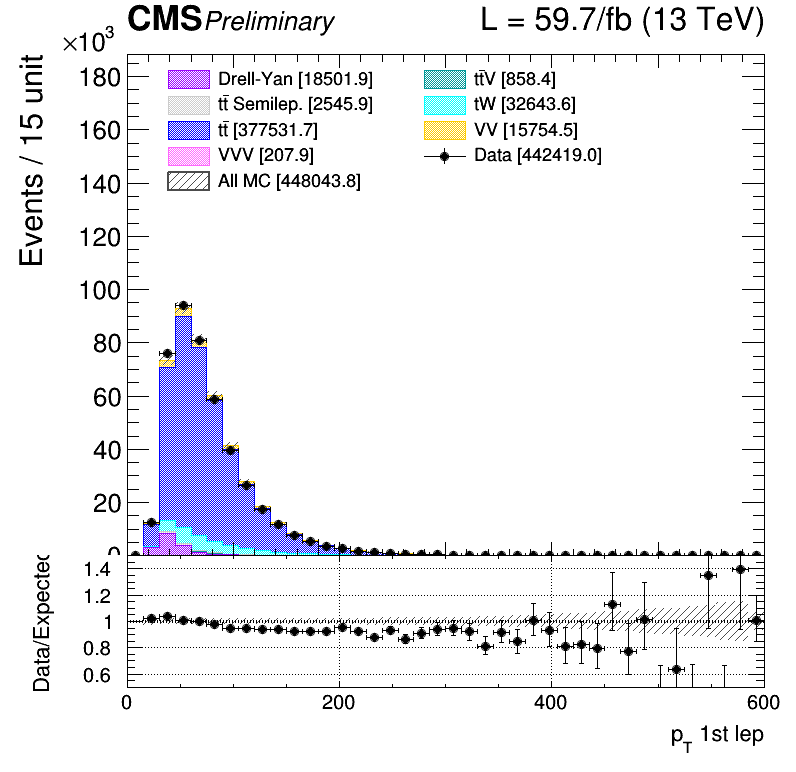 CMS Preliminary L = 59.7/fb (13 TeV)
×10³
Events / 15 unit
180
160
140
120
100
80
60
40
20
0
Drell-Yan [18501.9]
tt̄ Semilep. [2545.9]
tt̄ [377531.7]
VVV [207.9]
All MC [448043.8]
tt̄V [858.4]
tW [32643.6]
VV [15754.5]
Data [442419.0]
Data/Expected
1.4
1.2
1
0.8
0.6
0 200 400 600
p_T 1st lep